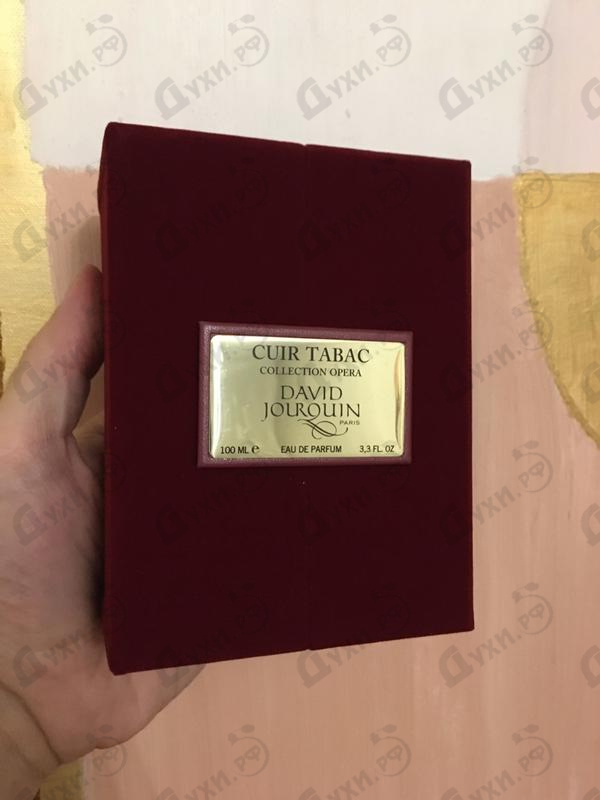 CUIR TABAC
COLLECTION OPERA
DAVID
JOURQUIN
PARIS
100 ML e EAU DE PARFUM 3,3 FL. OZ
Духи.рф